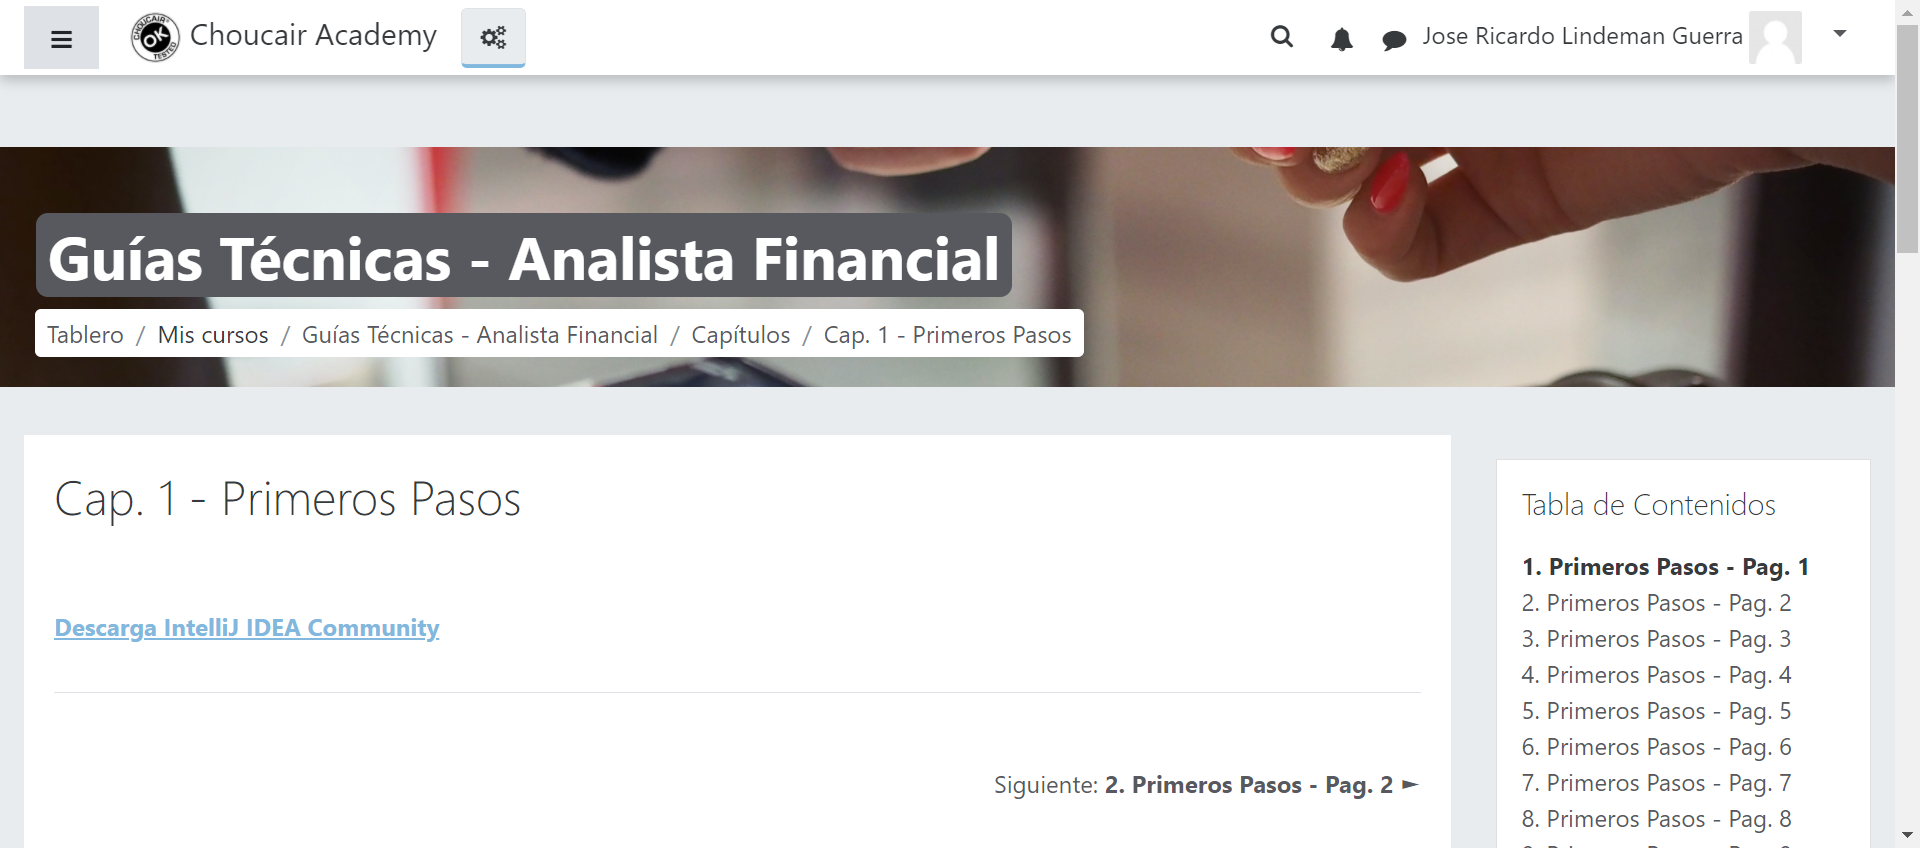 CHOUCAIR
OK
TESTED
Choucair Academy
Jose Ricardo Lindeman Guerra
Guías Técnicas - Analista Financial
Tablero / Mis cursos / Guías Técnicas - Analista Financial / Capítulos / Cap. 1 - Primeros Pasos
Cap. 1 - Primeros Pasos
Descarga IntelliJ IDEA Community
Siguiente: 2. Primeros Pasos - Pag. 2 ►
Tabla de Contenidos
1. Primeros Pasos - Pag. 1
2. Primeros Pasos - Pag. 2
3. Primeros Pasos - Pag. 3
4. Primeros Pasos - Pag. 4
5. Primeros Pasos - Pag. 5
6. Primeros Pasos - Pag. 6
7. Primeros Pasos - Pag. 7
8. Primeros Pasos - Pag. 8